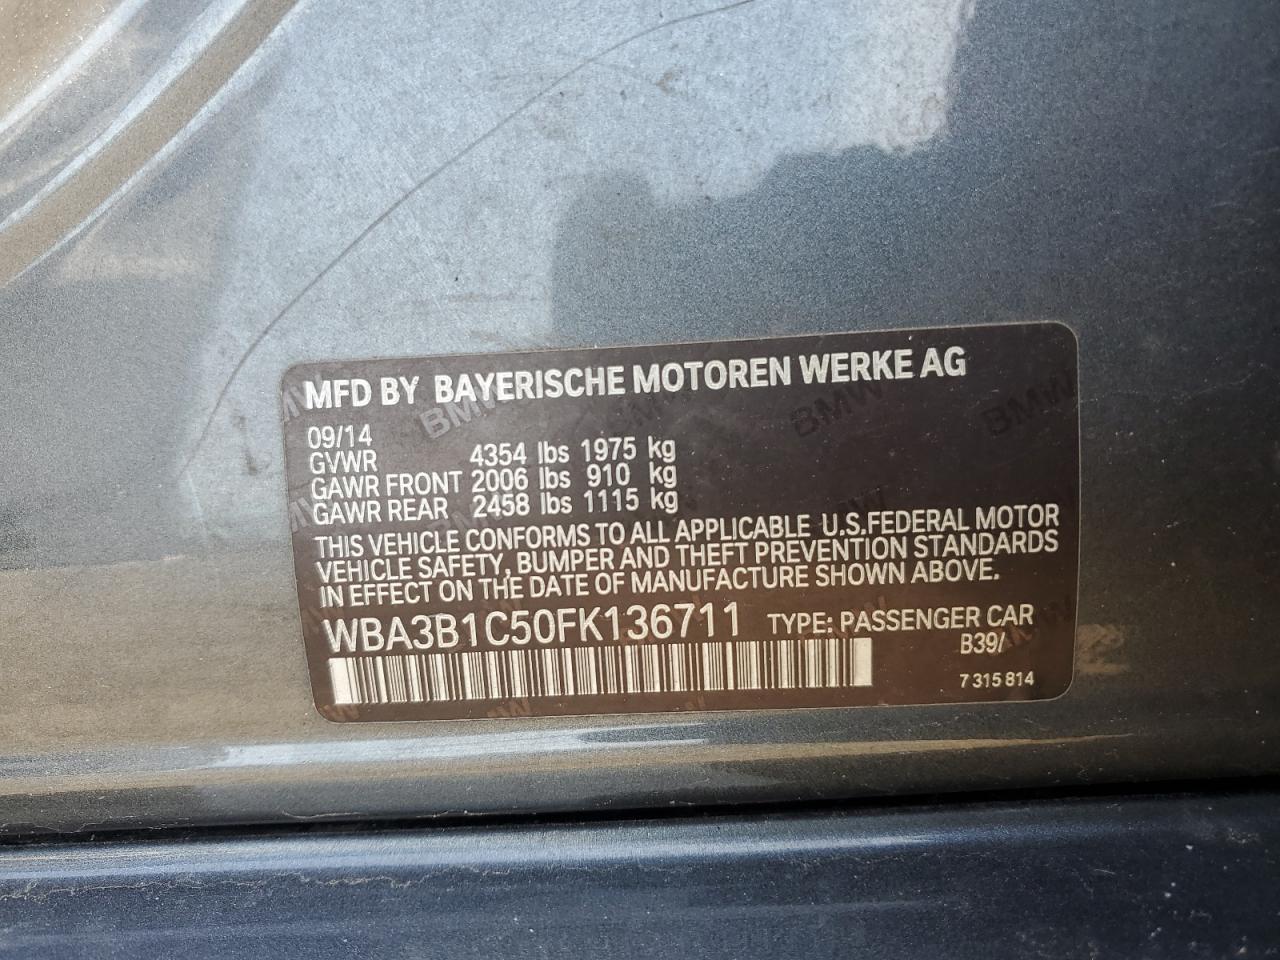 MFD BY BAYERISCHE MOTOREN WERKE AG
09/14
GVWR 4354 lbs 1975 kg
GAWR FRONT 2006 lbs 910 kg
GAWR REAR 2458 lbs 1115 kg
THIS VEHICLE CONFORMS TO ALL APPLICABLE U.S.FEDERAL MOTOR
VEHICLE SAFETY, BUMPER AND THEFT PREVENTION STANDARDS
IN EFFECT ON THE DATE OF MANUFACTURE SHOWN ABOVE.
WBA3B1C50FK136711 TYPE: PASSENGER CAR
B39/
7 315 814